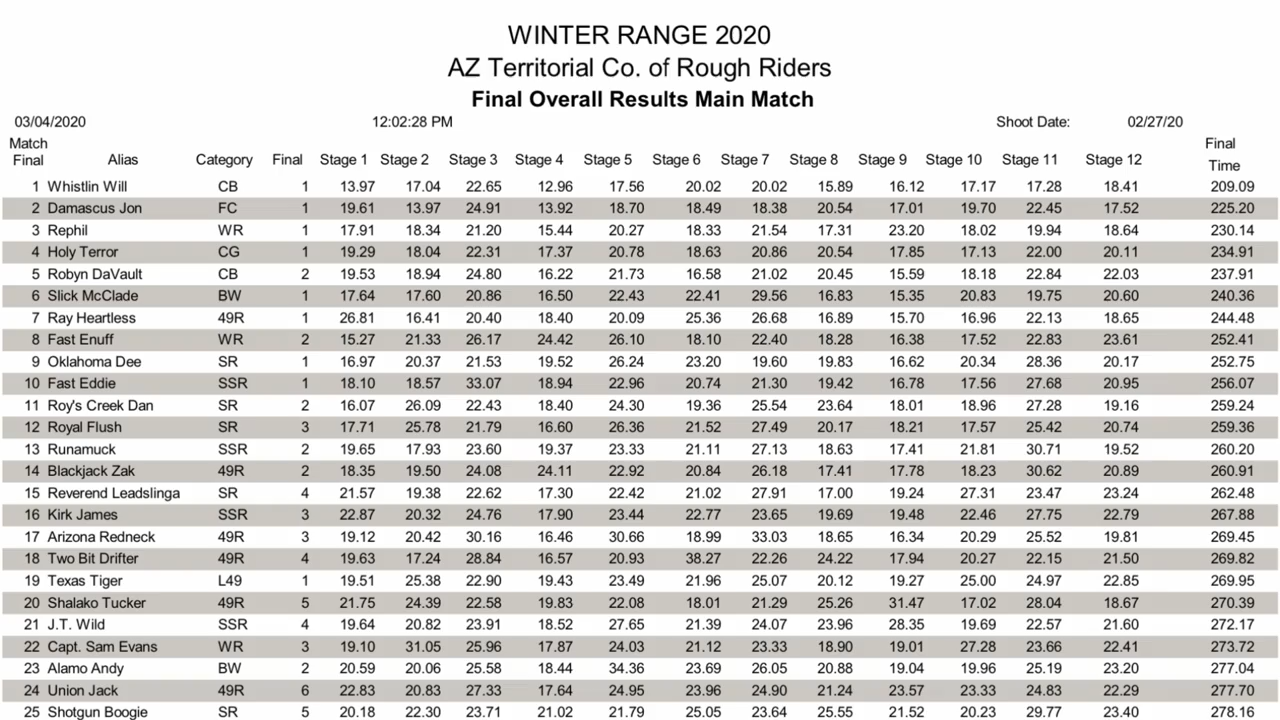 WINTER RANGE 2020
AZ Territorial Co. of Rough Riders
Final Overall Results Main Match
03/04/2020 12:02:28 PM Shoot Date: 02/27/20
Match Final Alias Category Final Stage 1 Stage 2 Stage 3 Stage 4 Stage 5 Stage 6 Stage 7 Stage 8 Stage 9 Stage 10 Stage 11 Stage 12 Final Time
1 Whistlin Will CB 1 13.97 17.04 22.65 12.96 17.56 20.02 20.02 15.89 16.12 17.17 17.28 18.41 209.09
2 Damascus Jon FC 1 19.61 13.97 24.91 13.92 18.70 18.49 18.38 20.54 17.01 19.70 22.45 17.52 225.20
3 Rephil WR 1 17.91 18.34 21.20 15.44 20.27 18.33 21.54 17.31 23.20 18.02 19.94 18.64 230.14
4 Holy Terror CG 1 19.29 18.04 22.31 17.37 20.78 18.63 20.86 20.54 17.85 17.13 22.00 20.11 234.91
5 Robyn DaVault CB 2 19.53 18.94 24.80 16.22 21.73 16.58 21.02 20.45 15.59 18.18 22.84 22.03 237.91
6 Slick McClade BW 1 17.64 17.60 20.86 16.50 22.43 22.41 29.56 16.83 15.35 20.83 19.75 20.60 240.36
7 Ray Heartless 49R 1 26.81 16.41 20.40 18.40 20.09 25.36 26.68 16.89 15.70 16.96 22.13 18.65 244.48
8 Fast Enuff WR 2 15.27 21.33 26.17 24.42 26.10 18.10 22.40 18.28 16.38 17.52 22.83 23.61 252.41
9 Oklahoma Dee SR 1 16.97 20.37 21.53 19.52 26.24 23.20 19.60 19.83 16.62 20.34 28.36 20.17 252.75
10 Fast Eddie SSR 1 18.10 18.57 33.07 18.94 22.96 20.74 21.30 19.42 16.78 17.56 27.68 20.95 256.07
11 Roy's Creek Dan SR 2 16.07 26.09 22.43 18.40 24.30 19.36 25.54 23.64 18.01 18.96 27.28 19.16 259.24
12 Royal Flush SR 3 17.71 25.78 21.79 16.60 26.36 21.52 27.49 20.17 18.21 17.57 25.42 20.74 259.36
13 Runamuck SSR 2 19.65 17.93 23.60 19.37 23.33 21.11 27.13 18.63 17.41 21.81 30.71 19.52 260.20
14 Blackjack Zak 49R 2 18.35 19.50 24.08 24.11 22.92 20.84 26.18 17.41 17.78 18.23 30.62 20.89 260.91
15 Reverend Leadslinga SR 4 21.57 19.38 22.62 17.30 22.42 21.02 27.91 17.00 19.24 27.31 23.47 23.24 262.48
16 Kirk James SSR 3 22.87 20.32 24.76 17.90 23.44 22.77 23.65 19.69 19.48 22.46 27.75 22.79 267.88
17 Arizona Redneck 49R 3 19.12 20.42 30.16 16.46 30.66 18.99 33.03 18.65 16.34 20.29 25.52 19.81 269.45
18 Two Bit Drifter 49R 4 19.63 17.24 28.84 16.57 20.93 38.27 22.26 24.22 17.94 20.27 22.15 21.50 269.82
19 Texas Tiger L49 1 19.51 25.38 22.90 19.43 23.49 21.96 25.07 20.12 19.27 25.00 24.97 22.85 269.95
20 Shalako Tucker 49R 5 21.75 24.39 22.58 19.83 22.08 18.01 21.29 25.26 31.47 17.02 28.04 18.67 270.39
21 J.T. Wild SSR 4 19.64 20.82 23.91 18.52 27.65 21.39 24.07 23.96 28.35 19.69 22.57 21.60 272.17
22 Capt. Sam Evans WR 3 19.10 31.05 25.96 17.87 24.03 21.12 23.33 18.90 19.01 27.28 23.66 22.41 273.72
23 Alamo Andy BW 2 20.59 20.06 25.58 18.44 34.36 23.69 26.05 20.88 19.04 19.96 25.19 23.20 277.04
24 Union Jack 49R 6 22.83 20.83 27.33 17.64 24.95 23.96 24.90 21.24 23.57 23.33 24.83 22.29 277.70
25 Shotgun Boogie SR 5 20.18 22.30 23.71 21.02 21.79 25.05 23.64 25.55 21.52 20.23 29.77 23.40 278.16